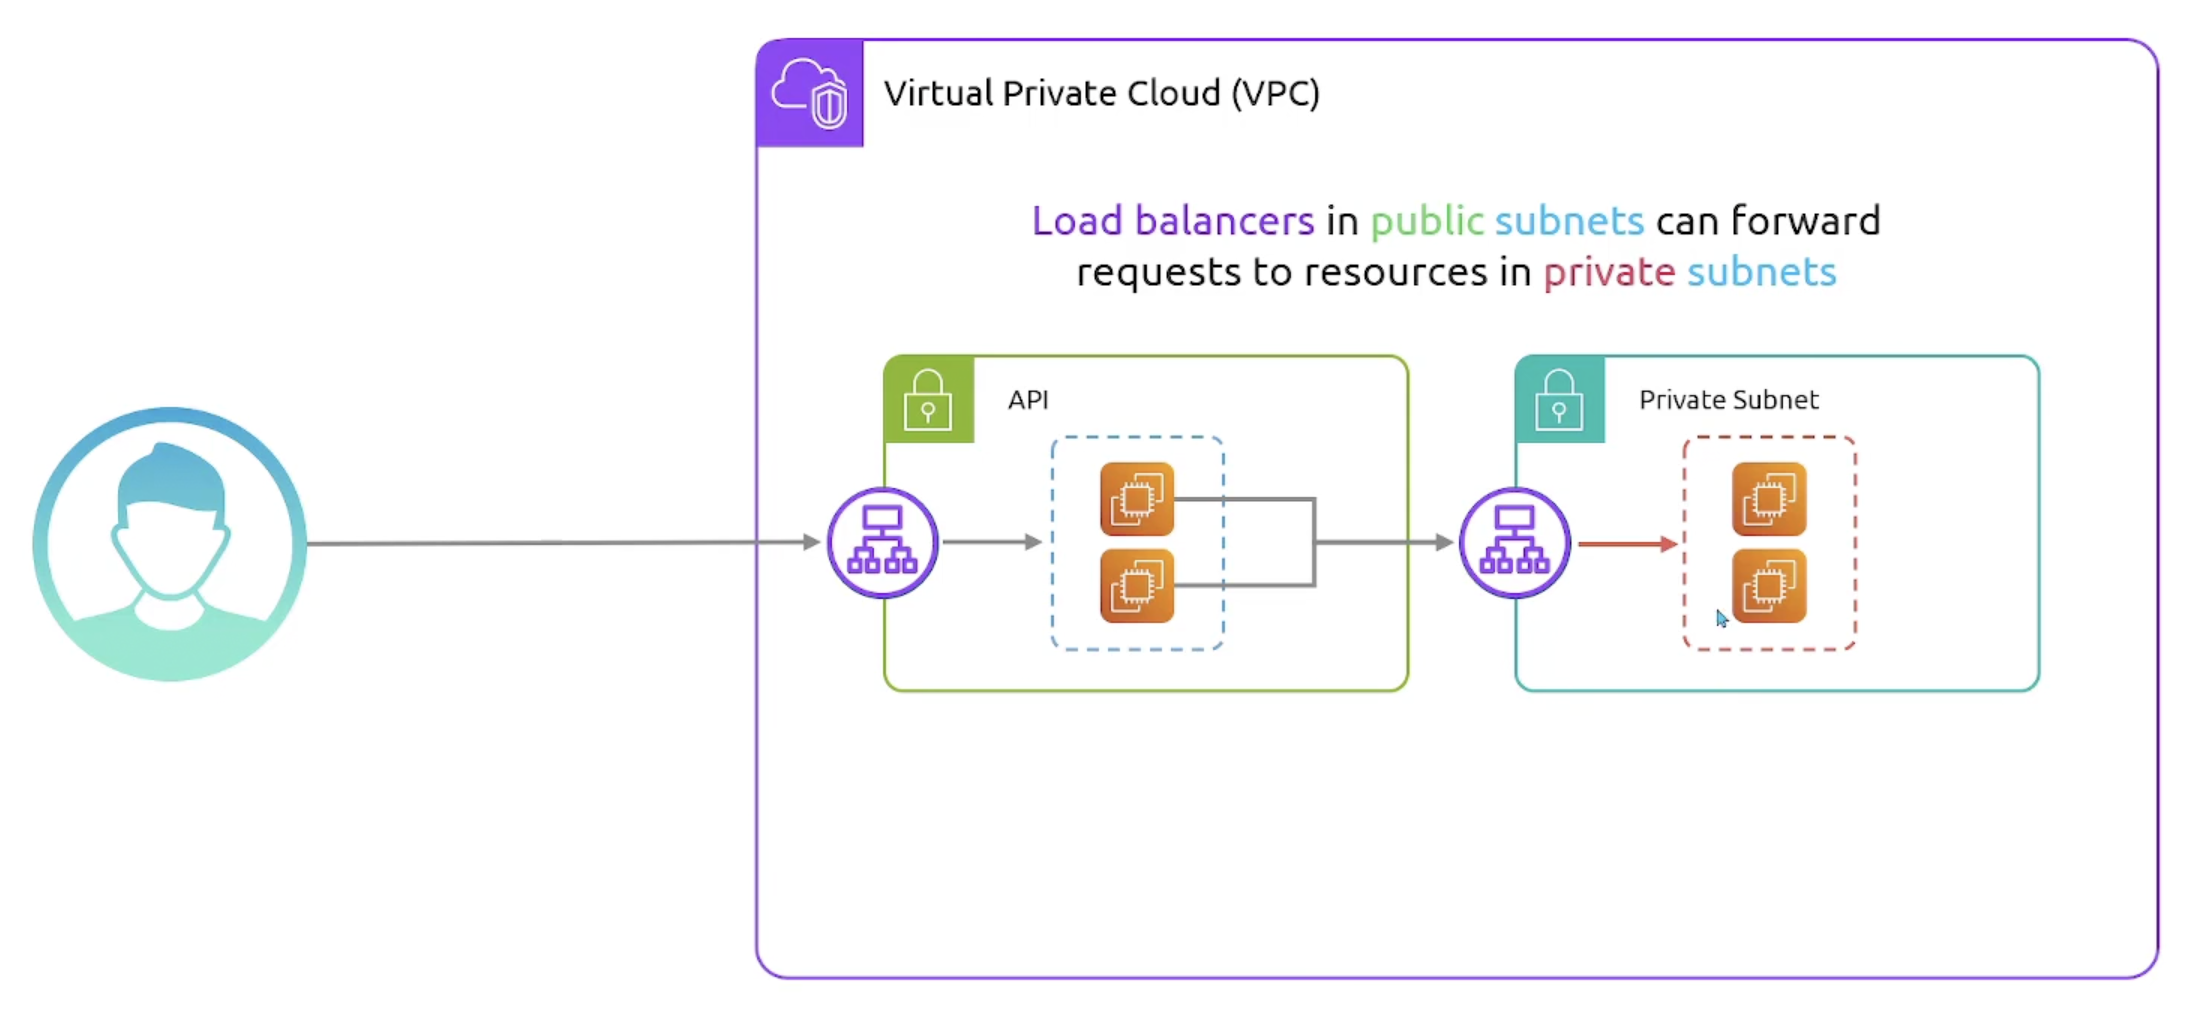 Virtual Private Cloud (VPC)
Load balancers in public subnets can forward
requests to resources in private subnets
API
Private Subnet